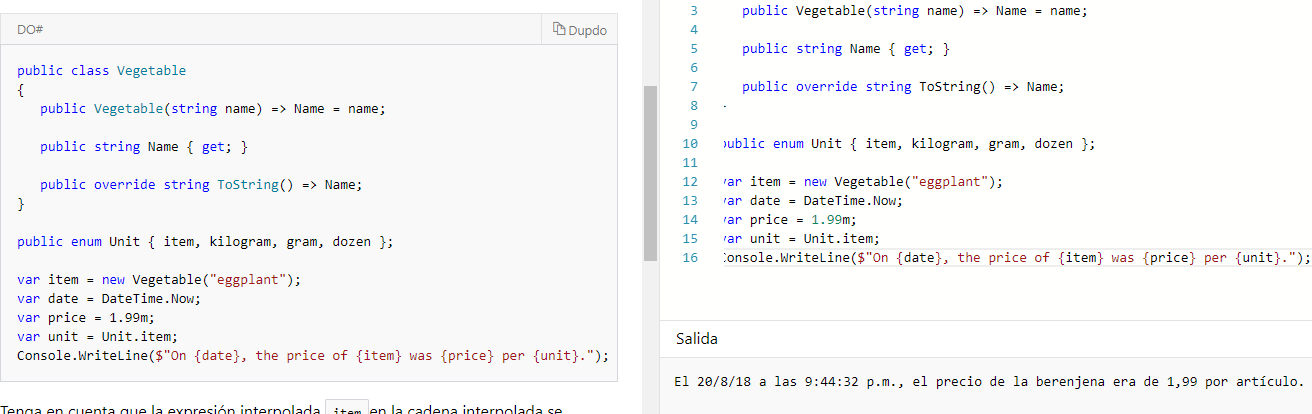 DO#
Dupdo
public class Vegetable
{
public Vegetable(string name) => Name = name;
public string Name { get; }
public override string ToString() => Name;
}
public enum Unit { item, kilogram, gram, dozen };
var item = new Vegetable("eggplant");
var date = DateTime.Now;
var price = 1.99m;
var unit = Unit.item;
Console.WriteLine($"On {date}, the price of {item} was {price} per {unit}.");
Tenga en cuenta que la expresión interpolada item en la cadena interpolada se
3 public Vegetable(string name) => Name = name;
4
5 public string Name { get; }
6
7 public override string ToString() => Name;
8
9
10 public enum Unit { item, kilogram, gram, dozen };
11
12 var item = new Vegetable("eggplant");
13 var date = DateTime.Now;
14 var price = 1.99m;
15 var unit = Unit.item;
16 Console.WriteLine($"On {date}, the price of {item} was {price} per {unit}.");
Salida
El 20/8/18 a las 9:44:32 p.m., el precio de la berenjena era de 1,99 por artículo.